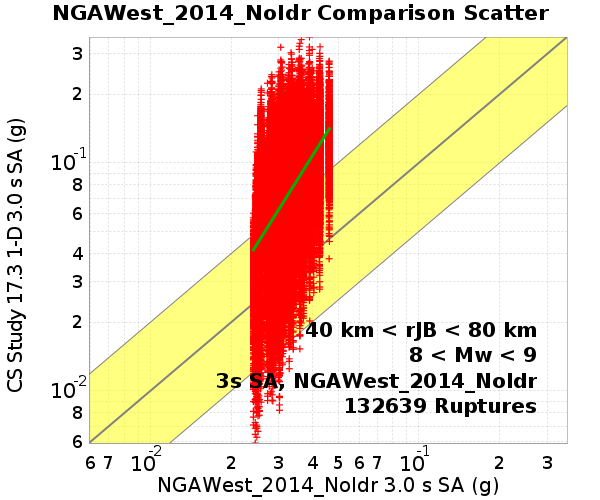 NGAWest_2014_NoIdr Comparison Scatter
CS Study 17.3 1-D 3.0 s SA (g)
3
2
10-1
8
6
4
3
2
10-2
8
6
40 km < rJB < 80 km
8 < Mw < 9
3s SA, NGAWest_2014_NoIdr
132639 Ruptures
6 7 10-2 2 3 4 5 6 7 10-1 2 3
NGAWest_2014_NoIdr 3.0 s SA (g)